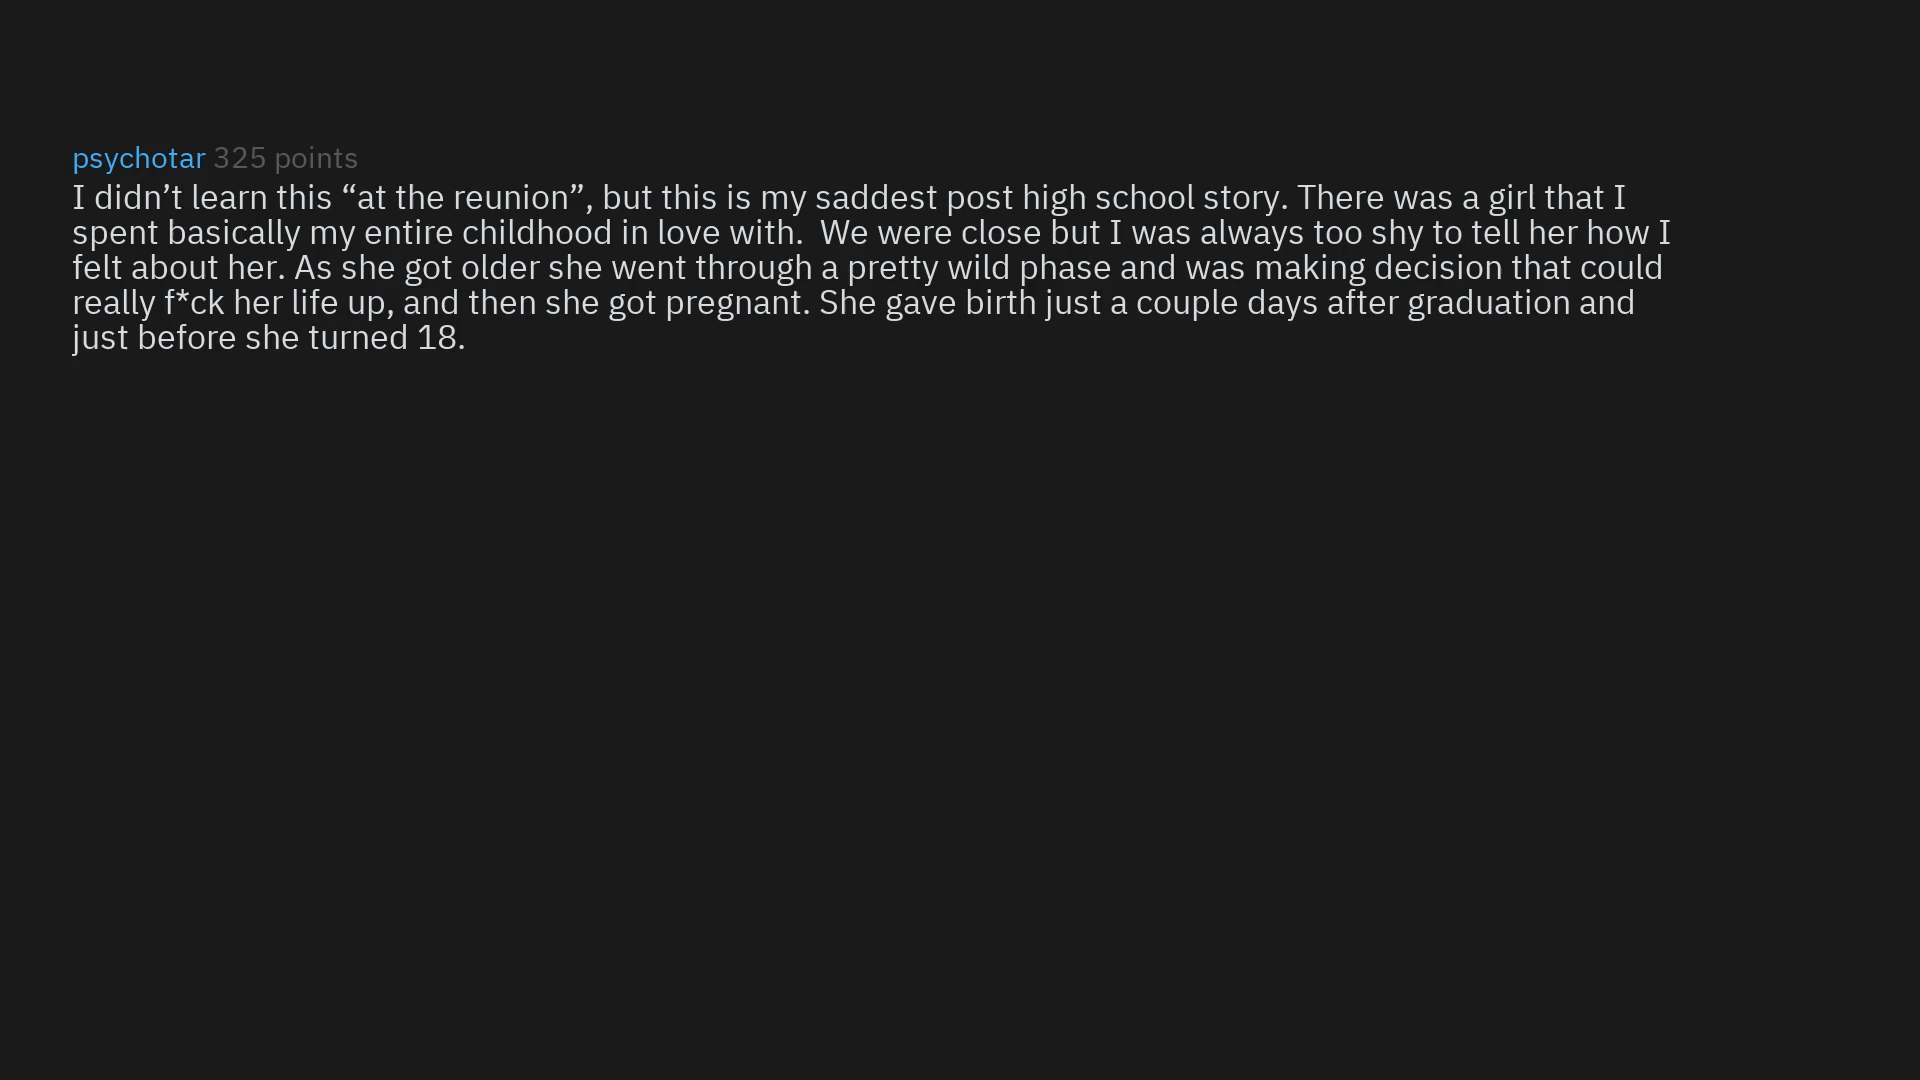 psychotar 325 points
I didn’t learn this “at the reunion”, but this is my saddest post high school story. There was a girl that I
spent basically my entire childhood in love with.  We were close but I was always too shy to tell her how I
felt about her. As she got older she went through a pretty wild phase and was making decision that could
really f*ck her life up, and then she got pregnant. She gave birth just a couple days after graduation and
just before she turned 18.